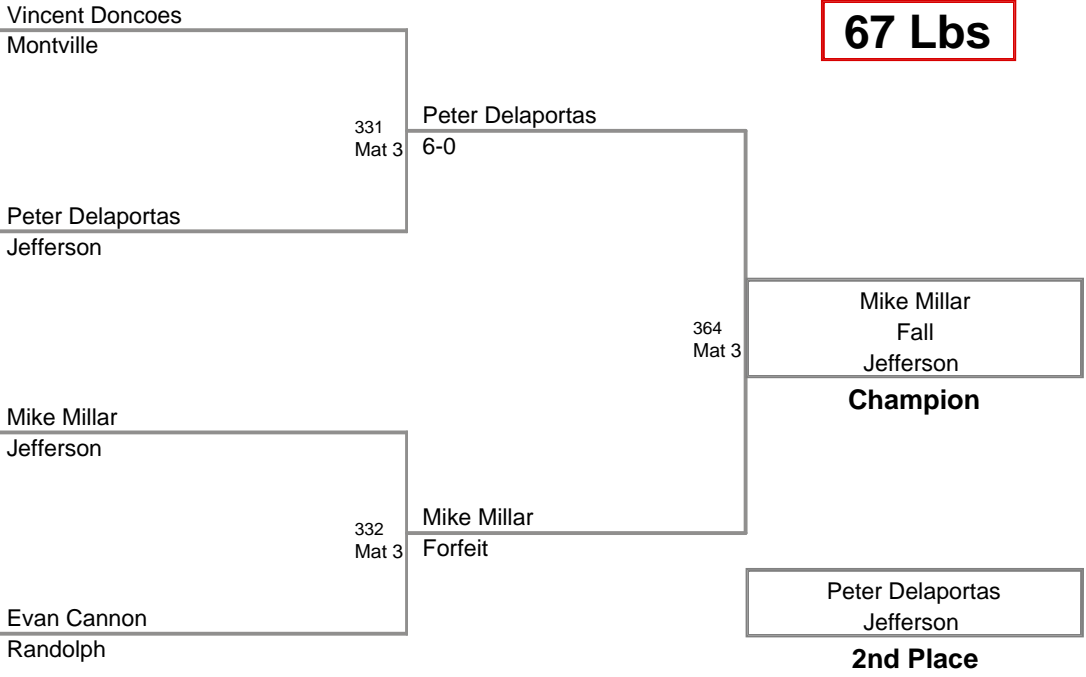 Vincent Doncoes
Montville
67 Lbs
331
Mat 3
Peter Delaportas
6-0
Peter Delaportas
Jefferson
364
Mat 3
Mike Millar
Fall
Jefferson
Champion
Mike Millar
Jefferson
332
Mat 3
Mike Millar
Forfeit
Evan Cannon
Randolph
Peter Delaportas
Jefferson
2nd Place